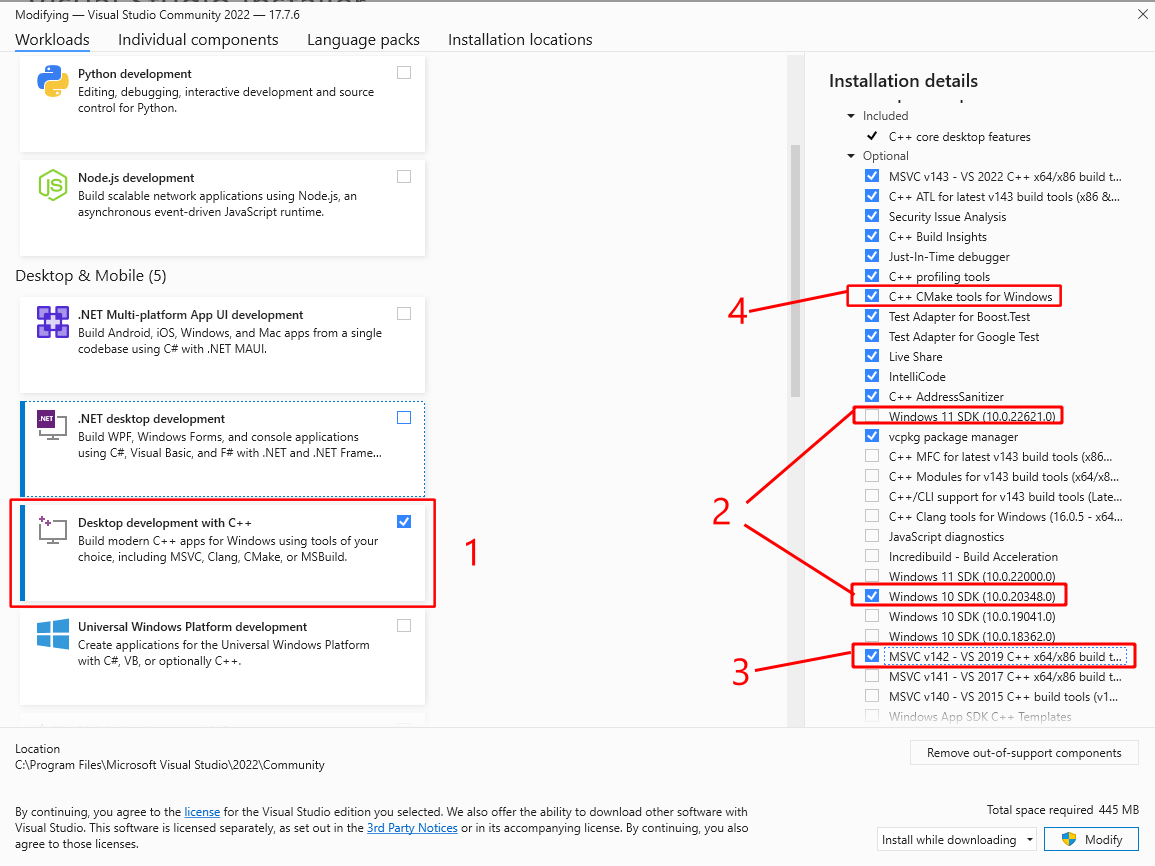 Modifying — Visual Studio Community 2022 — 17.7.6
Workloads
Individual components
Language packs
Installation locations
Python development
Editing, debugging, interactive development and source
control for Python.
Node.js development
Build scalable network applications using Node.js, an
asynchronous event-driven JavaScript runtime.
Desktop & Mobile (5)
.NET Multi-platform App UI development
Build Android, iOS, Windows, and Mac apps from a single
codebase using C# with .NET MAUI.
.NET
.NET desktop development
Build WPF, Windows Forms, and console applications
using C#, Visual Basic, and F# with .NET and .NET Frame...
Desktop development with C++
Build modern C++ apps for Windows using tools of your
choice, including MSVC, Clang, CMake, or MSBuild.
1
Universal Windows Platform development
Create applications for the Universal Windows Platform
with C#, VB, or optionally C++.
Installation details
Included
C++ core desktop features
Optional
MSVC v143 - VS 2022 C++ x64/x86 build t...
C++ ATL for latest v143 build tools (x86 &...
Security Issue Analysis
C++ Build Insights
Just-In-Time debugger
C++ profiling tools
4
C++ CMake tools for Windows
Test Adapter for Boost.Test
Test Adapter for Google Test
Live Share
IntelliCode
C++ AddressSanitizer
Windows 11 SDK (10.0.22621.0)
vcpkg package manager
C++ MFC for latest v143 build tools (x86...
C++ Modules for v143 build tools (x64/x8...
C++/CLI support for v143 build tools (Late...
2
C++ Clang tools for Windows (16.0.5 - x64...
JavaScript diagnostics
Incredibuild - Build Acceleration
Windows 11 SDK (10.0.22000.0)
Windows 10 SDK (10.0.20348.0)
Windows 10 SDK (10.0.19041.0)
Windows 10 SDK (10.0.18362.0)
3
MSVC v142 - VS 2019 C++ x64/x86 build t...
MSVC v141 - VS 2017 C++ x64/x86 build t...
MSVC v140 - VS 2015 C++ build tools (v1...
Windows App SDK C++ Templates
Location
C:\Program Files\Microsoft Visual Studio\2022\Community
Remove out-of-support components
By continuing, you agree to the license for the Visual Studio edition you selected. We also offer the ability to download other software with
Visual Studio. This software is licensed separately, as set out in the 3rd Party Notices or in its accompanying license. By continuing, you also
agree to those licenses.
Total space required 445 MB
Install while downloading
Modify